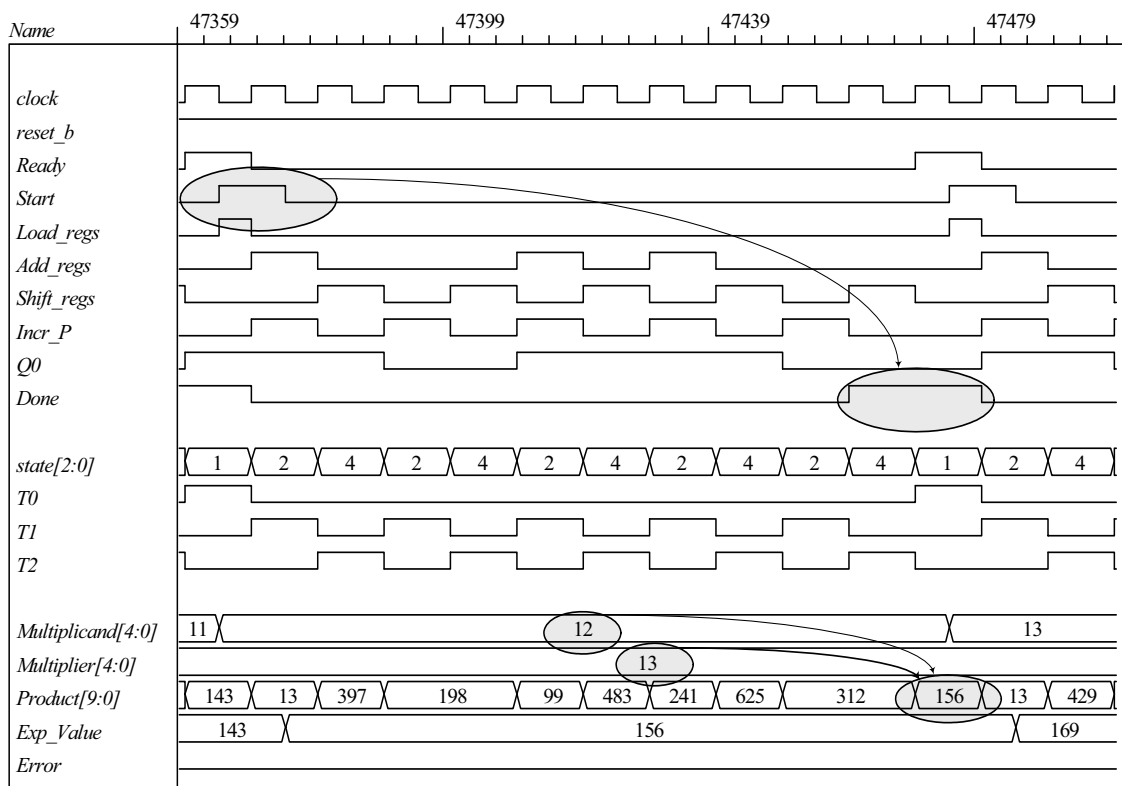 Name 47359 47399 47439 47479
clock
reset_b
Ready
Start
Load_regs
Add_regs
Shift_regs
Incr_P
Q0
Done
state[2:0] 1 2 4 2 4 2 4 2 4 2 4 1 2 4
T0
T1
T2
Multiplicand[4:0] 11 12 13
Multiplier[4:0] 13
Product[9:0] 143 13 397 198 99 483 241 625 312 156 13 429
Exp_Value 143 156 169
Error